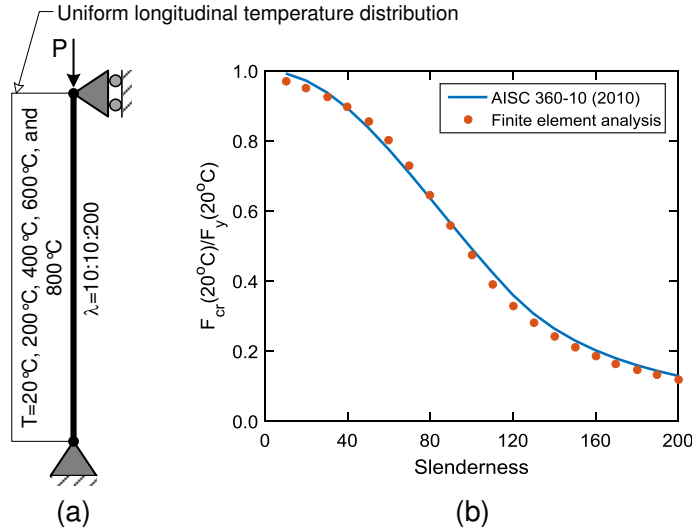 Uniform longitudinal temperature distribution
P
T=20°C, 200°C, 400°C, 600°C, and
800°C
λ=10:10:200
(a)
1.0
0.8
0.6
0.4
0.2
0.0
F_cr(20°C)/F_y(20°C)
AISC 360-10 (2010)
Finite element analysis
0 40 80 120 160 200
Slenderness
(b)